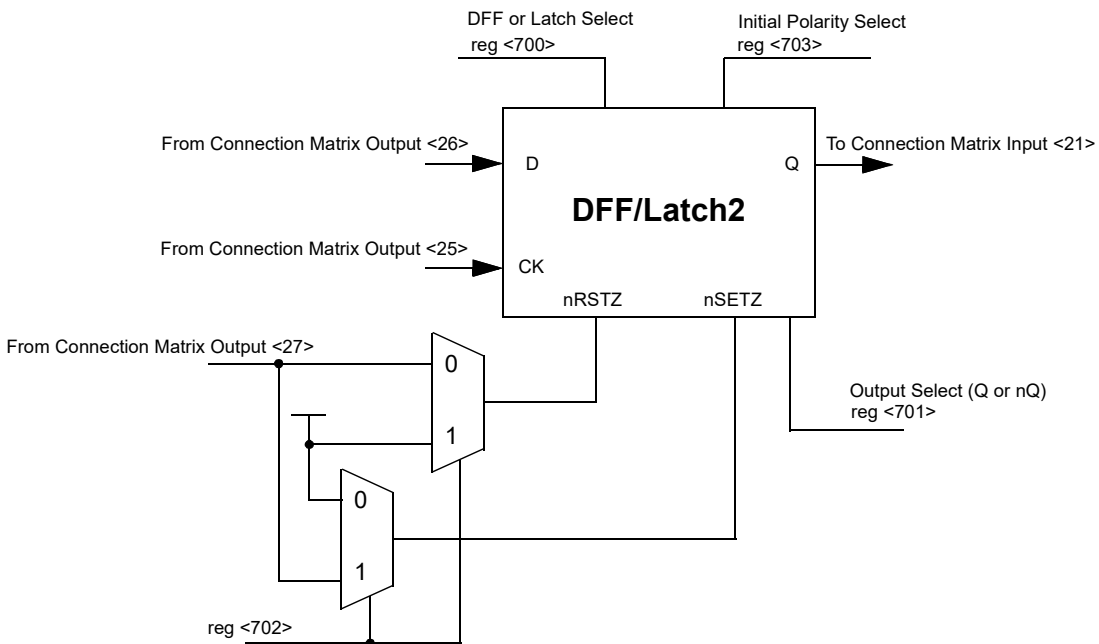 DFF or Latch Select
reg <700>
Initial Polarity Select
reg <703>
From Connection Matrix Output <26>
D
Q
To Connection Matrix Input <21>
DFF/Latch2
From Connection Matrix Output <25>
CK
nRSTZ
nSETZ
From Connection Matrix Output <27>
0
1
Output Select (Q or nQ)
reg <701>
0
1
reg <702>